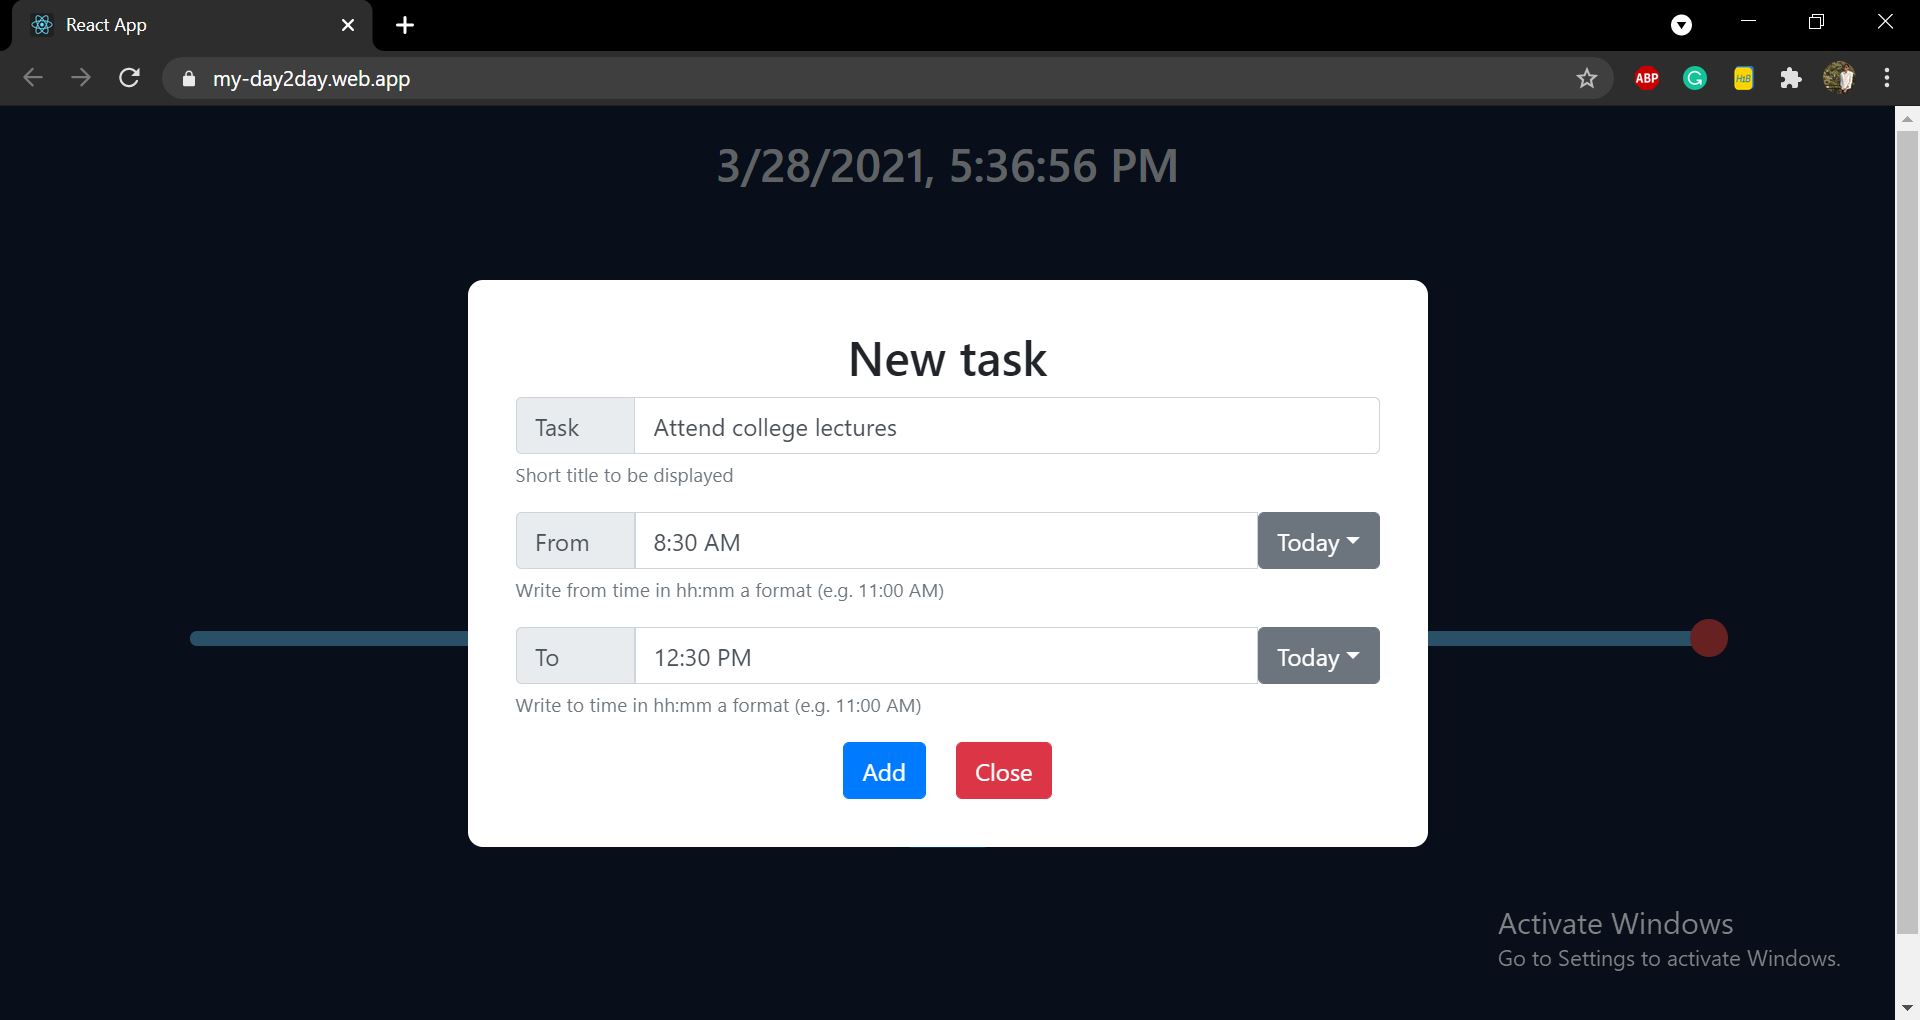 React App
my-day2day.web.app
ABP
H2B
3/28/2021, 5:36:56 PM
New task
Task Attend college lectures
Short title to be displayed
From 8:30 AM Today
Write from time in hh:mm a format (e.g. 11:00 AM)
To 12:30 PM Today
Write to time in hh:mm a format (e.g. 11:00 AM)
Add Close
Activate Windows
Go to Settings to activate Windows.